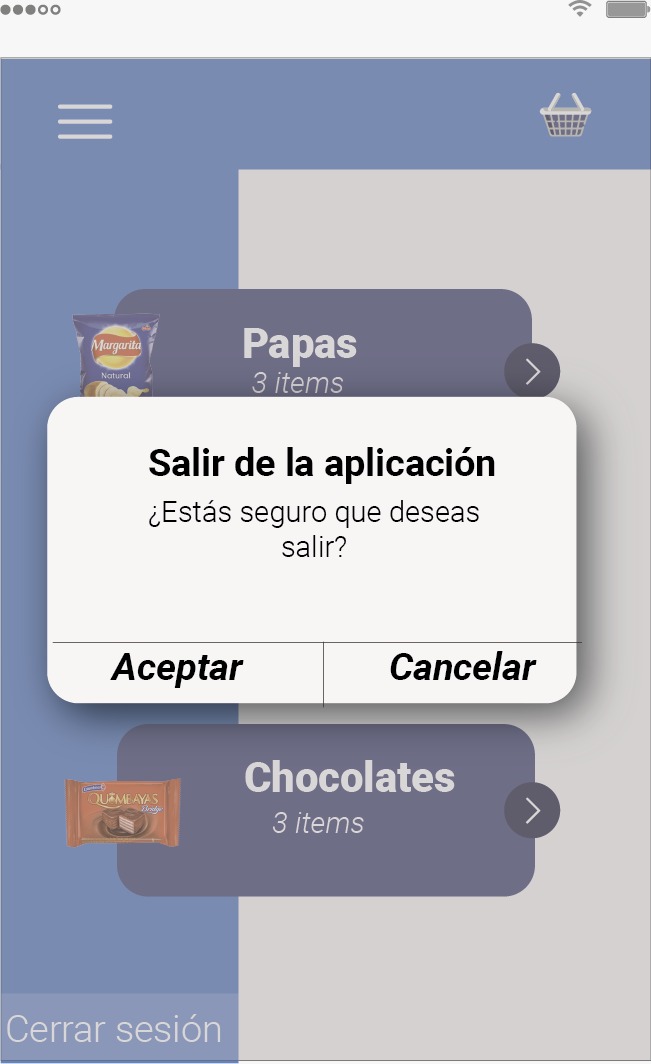 Margarita
Natural
Papas
3 items
Salir de la aplicación
¿Estás seguro que deseas
salir?
Aceptar
Cancelar
QUIMBAYAS
Chocolates
3 items
Cerrar sesión